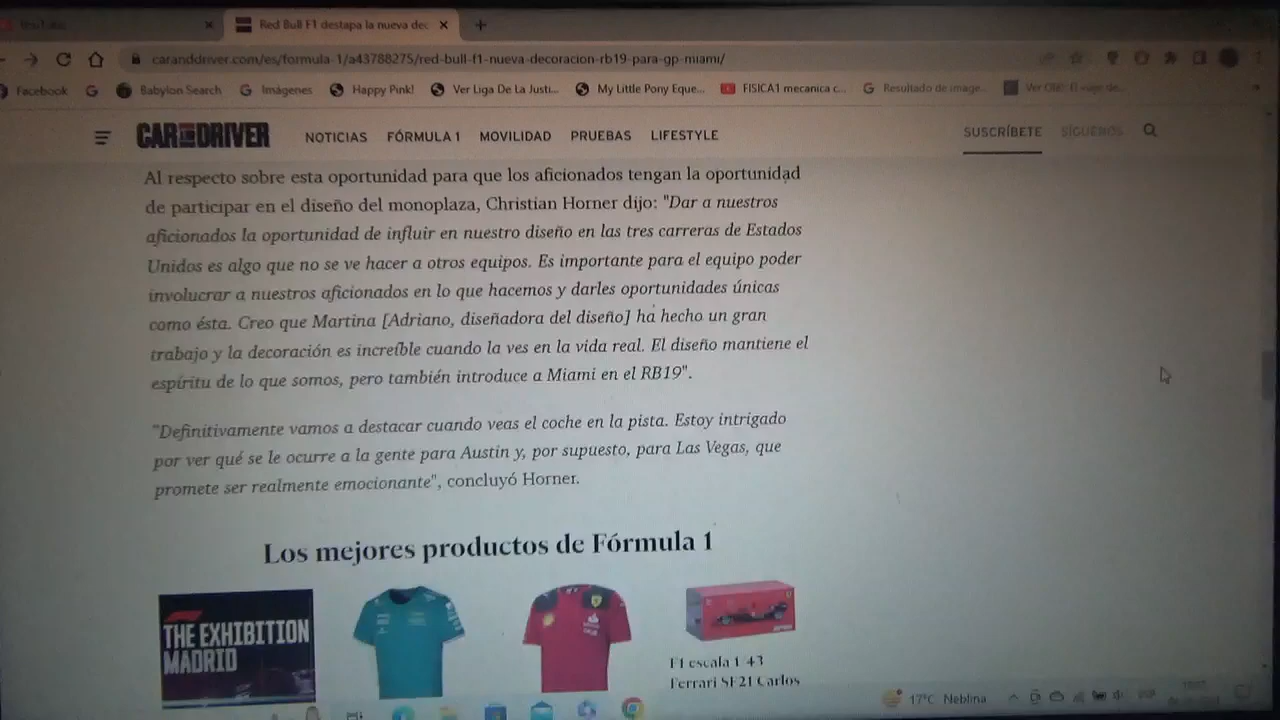 Red Bull F1 destapa la nueva dec
caranddriver.com/es/formula-1/a43788275/red-bull-f1-nueva-decoracion-rb19-para-gp-miami/
Facebook
Babylon Search
Imágenes
Happy Pink!
Ver Liga De La Justi...
My Little Pony Eque...
FISICA1 mecanica c...
Resultado de image...
CAR AND DRIVER
NOTICIAS
FÓRMULA 1
MOVILIDAD
PRUEBAS
LIFESTYLE
SUSCRÍBETE
SÍGUENOS
Al respecto sobre esta oportunidad para que los aficionados tengan la oportunidad
de participar en el diseño del monoplaza, Christian Horner dijo: "Dar a nuestros
aficionados la oportunidad de influir en nuestro diseño en las tres carreras de Estados
Unidos es algo que no se ve hacer a otros equipos. Es importante para el equipo poder
involucrar a nuestros aficionados en lo que hacemos y darles oportunidades únicas
como ésta. Creo que Martina [Adriano, diseñadora del diseño] ha hecho un gran
trabajo y la decoración es increíble cuando la ves en la vida real. El diseño mantiene el
espíritu de lo que somos, pero también introduce a Miami en el RB19".
"Definitivamente vamos a destacar cuando veas el coche en la pista. Estoy intrigado
por ver qué se le ocurre a la gente para Austin y, por supuesto, para Las Vegas, que
promete ser realmente emocionante", concluyó Horner.
Los mejores productos de Fórmula 1
THE EXHIBITION
MADRID
F1 escala 1-43
Ferrari SF21 Carlos
17°C Neblina